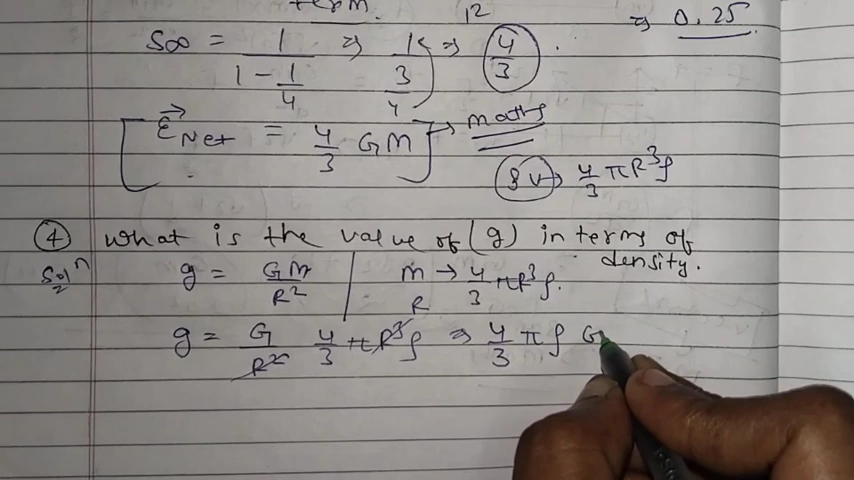 term.
12
⇒ 0.25
S∞ = 1 / (1 - 1/4) ⇒ 1 / (3/4) ⇒ 4/3 .
[ E⃗Net = 4/3 GM ] → maths
ρV → 4/3 πR³ρ
④ What is the value of (g) in terms of density.
Solⁿ g = GM/R² | m → 4/3 πR³ρ.
R
g = G/R² 4/3 πR³ρ ⇒ 4/3 πρ G